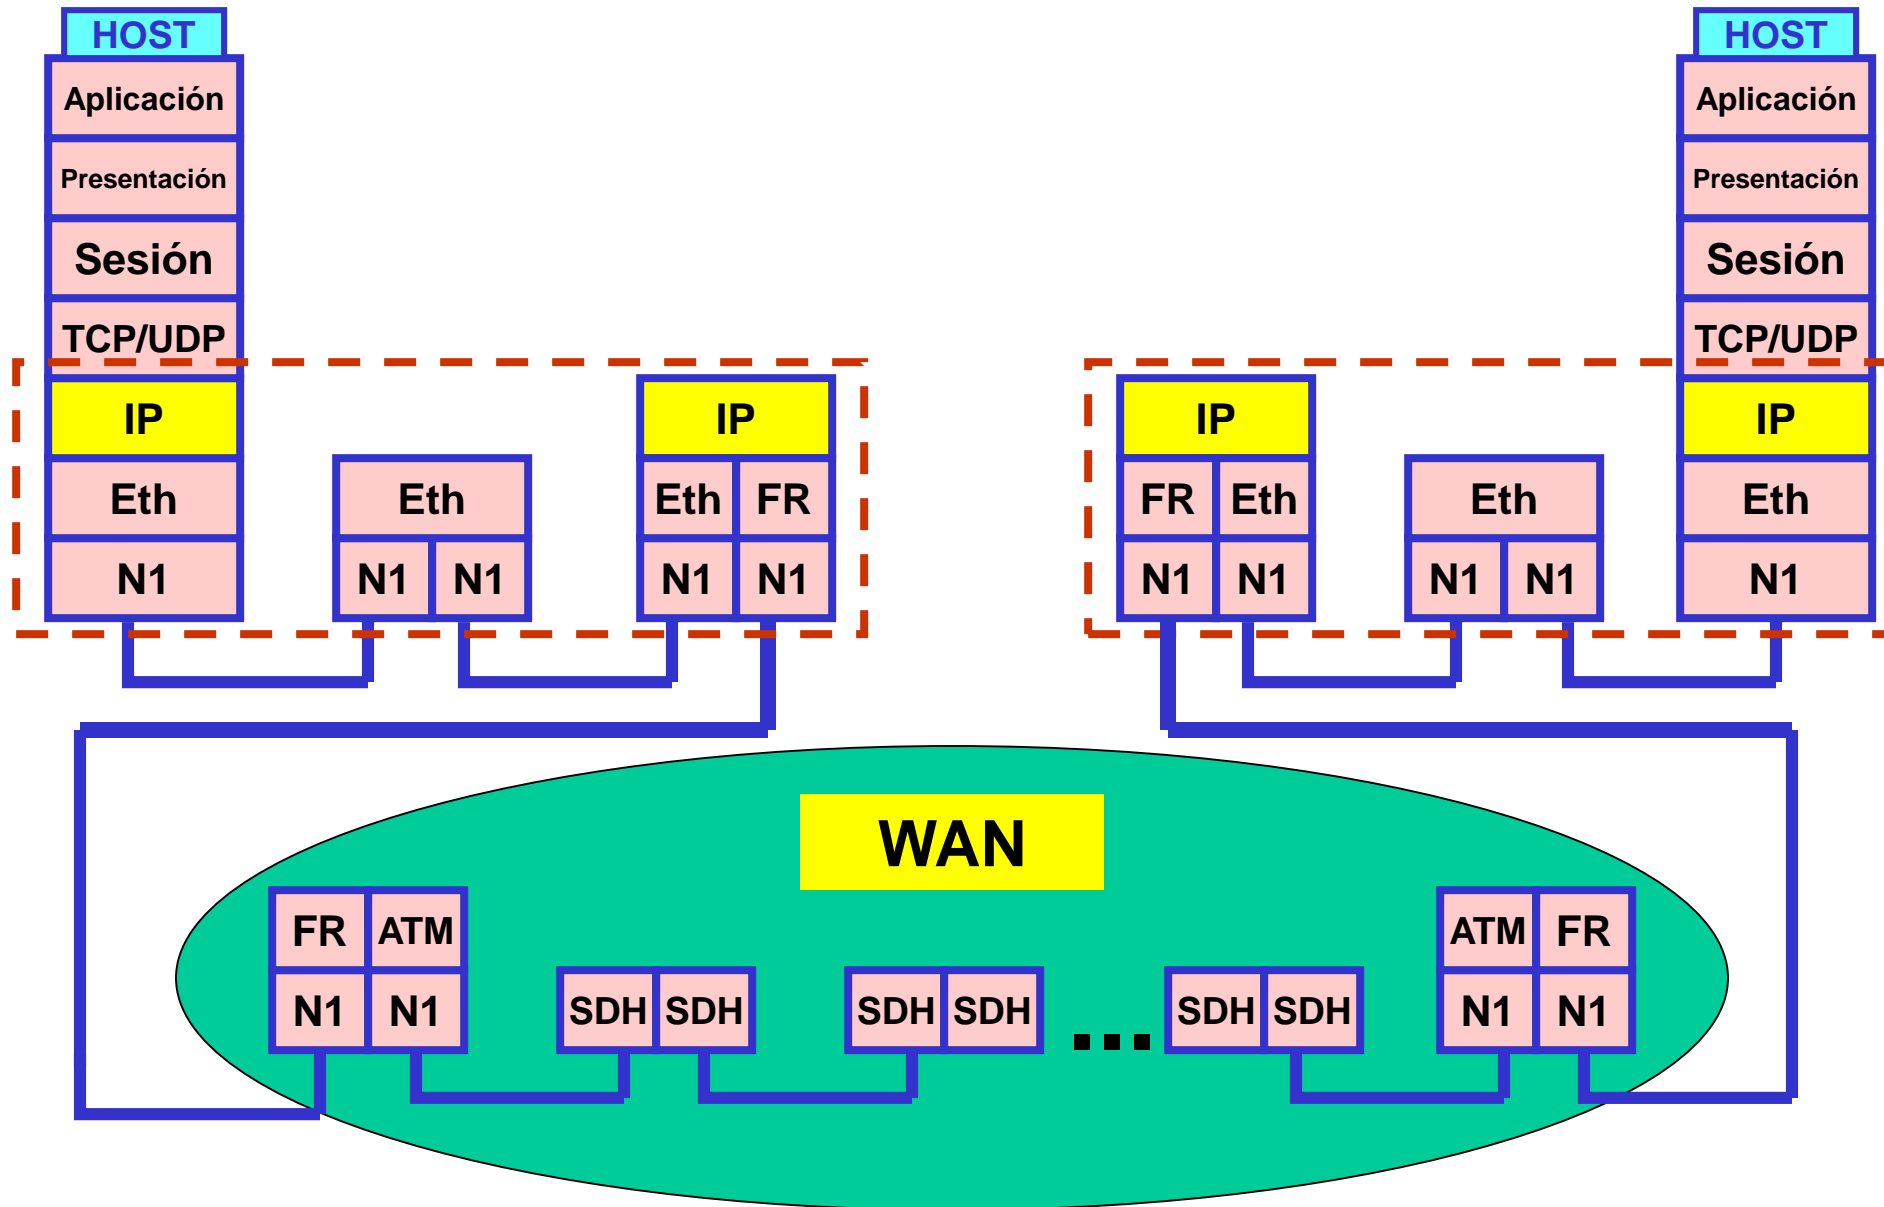 HOST HOST
Aplicación Aplicación
Presentación Presentación
Sesión Sesión
TCP/UDP TCP/UDP
IP IP IP IP
Eth Eth Eth FR FR Eth Eth Eth
N1 N1 N1 N1 N1 N1 N1 N1 N1 N1
WAN
FR ATM ATM FR
N1 N1 SDH SDH SDH SDH ... SDH SDH N1 N1